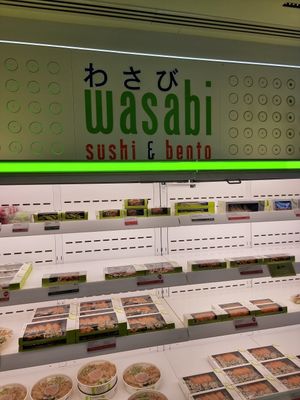 わさび
wasabi
sushi & bento